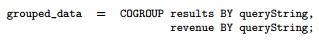 grouped_data = COGROUP results BY queryString,
revenue BY queryString;